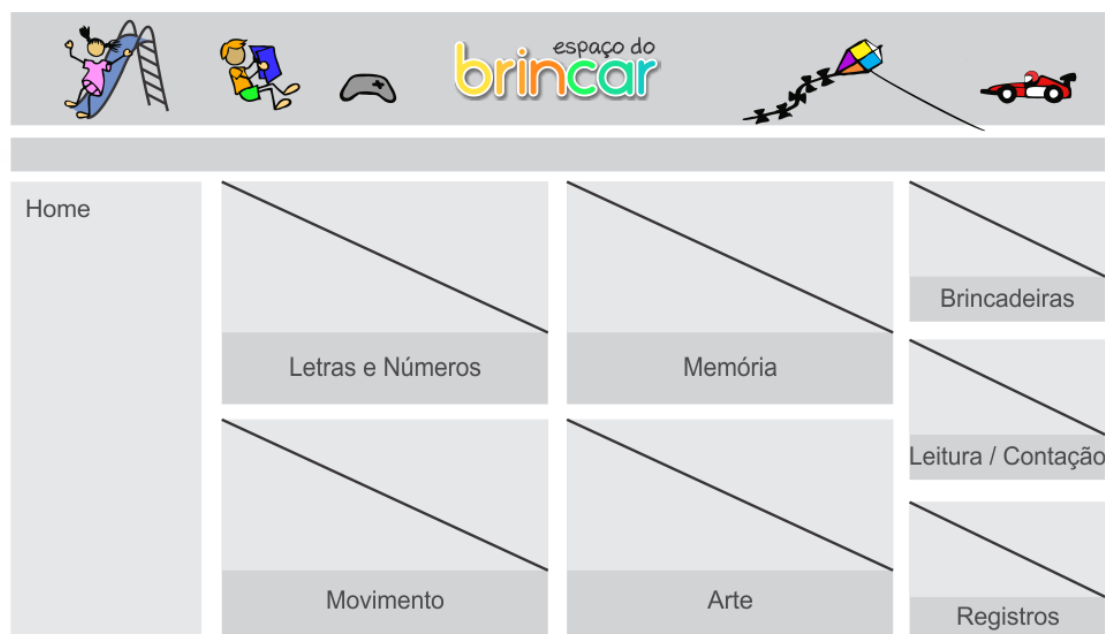 espaço do
brincar
Home
Letras e Números
Memória
Brincadeiras
Leitura / Contação
Movimento
Arte
Registros